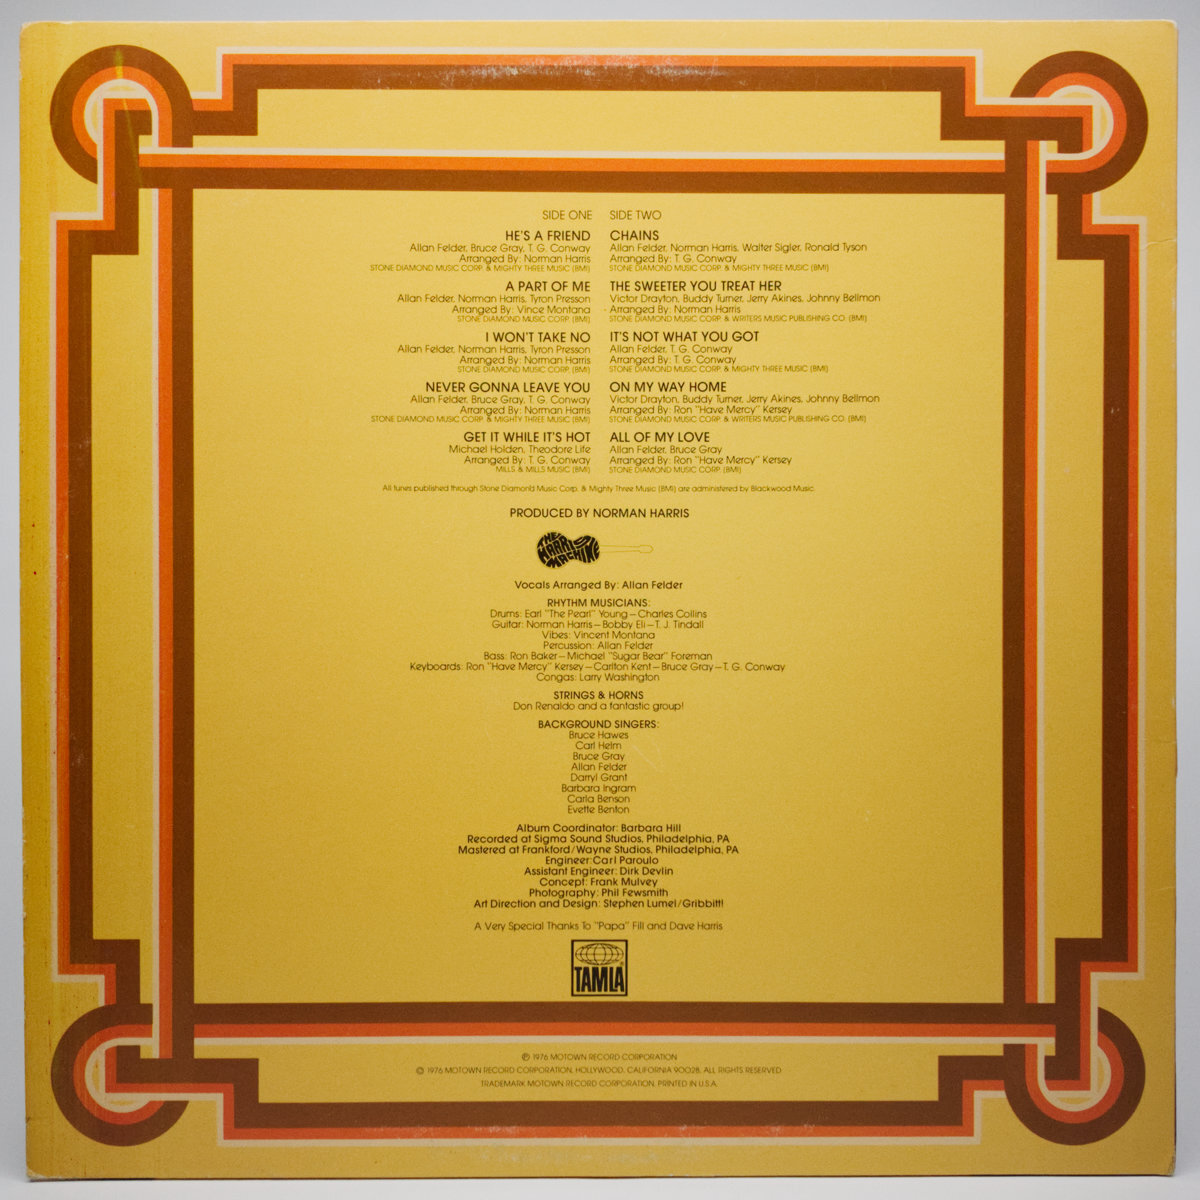 SIDE ONE
HE'S A FRIEND
Allan Felder, Bruce Gray, T. G. Conway
Arranged By: Norman Harris
STONE DIAMOND MUSIC CORP. & MIGHTY THREE MUSIC (BMI)
A PART OF ME
Allan Felder, Norman Harris, Tyron Presson
Arranged By: Vince Montana
STONE DIAMOND MUSIC CORP. (BMI)
I WON'T TAKE NO
Allan Felder, Norman Harris, Tyron Presson
Arranged By: Norman Harris
STONE DIAMOND MUSIC CORP. (BMI)
NEVER GONNA LEAVE YOU
Allan Felder, Bruce Gray, T. G. Conway
Arranged By: Norman Harris
STONE DIAMOND MUSIC CORP. & MIGHTY THREE MUSIC (BMI)
GET IT WHILE IT'S HOT
Michael Holden, Theodore Life
Arranged By: T. G. Conway
MILLS & MILLS MUSIC (BMI)
SIDE TWO
CHAINS
Allan Felder, Norman Harris, Walter Sigler, Ronald Tyson
Arranged By: T. G. Conway
STONE DIAMOND MUSIC CORP. & MIGHTY THREE MUSIC (BMI)
THE SWEETER YOU TREAT HER
Victor Drayton, Buddy Turner, Jerry Akines, Johnny Bellmon
Arranged By: Norman Harris
STONE DIAMOND MUSIC CORP. & WRITERS MUSIC PUBLISHING CO. (BMI)
IT'S NOT WHAT YOU GOT
Allan Felder, T. G. Conway
Arranged By: T. G. Conway
STONE DIAMOND MUSIC CORP. & MIGHTY THREE MUSIC (BMI)
ON MY WAY HOME
Victor Drayton, Buddy Turner, Jerry Akines, Johnny Bellmon
Arranged By: Ron "Have Mercy" Kersey
STONE DIAMOND MUSIC CORP. & WRITERS MUSIC PUBLISHING CO. (BMI)
ALL OF MY LOVE
Allan Felder, Bruce Gray
Arranged By: Ron "Have Mercy" Kersey
STONE DIAMOND MUSIC CORP. (BMI)
All tunes published through Stone Diamond Music Corp. & Mighty Three Music (BMI) are administered by Blackwood Music.
PRODUCED BY NORMAN HARRIS
THE HARRIS MACHINE
Vocals Arranged By: Allan Felder
RHYTHM MUSICIANS:
Drums: Earl "The Pearl" Young – Charles Collins
Guitar: Norman Harris – Bobby Eli – T. J. Tindall
Vibes: Vincent Montana
Percussion: Allan Felder
Bass: Ron Baker – Michael "Sugar Bear" Foreman
Keyboards: Ron "Have Mercy" Kersey – Carlton Kent – Bruce Gray – T. G. Conway
Congas: Larry Washington
STRINGS & HORNS
Don Renaldo and a fantastic group!
BACKGROUND SINGERS:
Bruce Hawes
Carl Helm
Bruce Gray
Allan Felder
Darryl Grant
Barbara Ingram
Carla Benson
Evette Benton
Album Coordinator: Barbara Hill
Recorded at Sigma Sound Studios, Philadelphia, PA
Mastered at Frankford/Wayne Studios, Philadelphia, PA
Engineer: Carl Paroulo
Assistant Engineer: Dirk Devlin
Concept: Frank Mulvey
Photography: Phil Fewsmith
Art Direction and Design: Stephen Lumel/Gribbitt!
A Very Special Thanks To "Papa" Fill and Dave Harris
TAMLA
℗ 1976 MOTOWN RECORD CORPORATION
© 1976 MOTOWN RECORD CORPORATION, HOLLYWOOD, CALIFORNIA 90028, ALL RIGHTS RESERVED
TRADEMARK MOTOWN RECORD CORPORATION, PRINTED IN U.S.A.